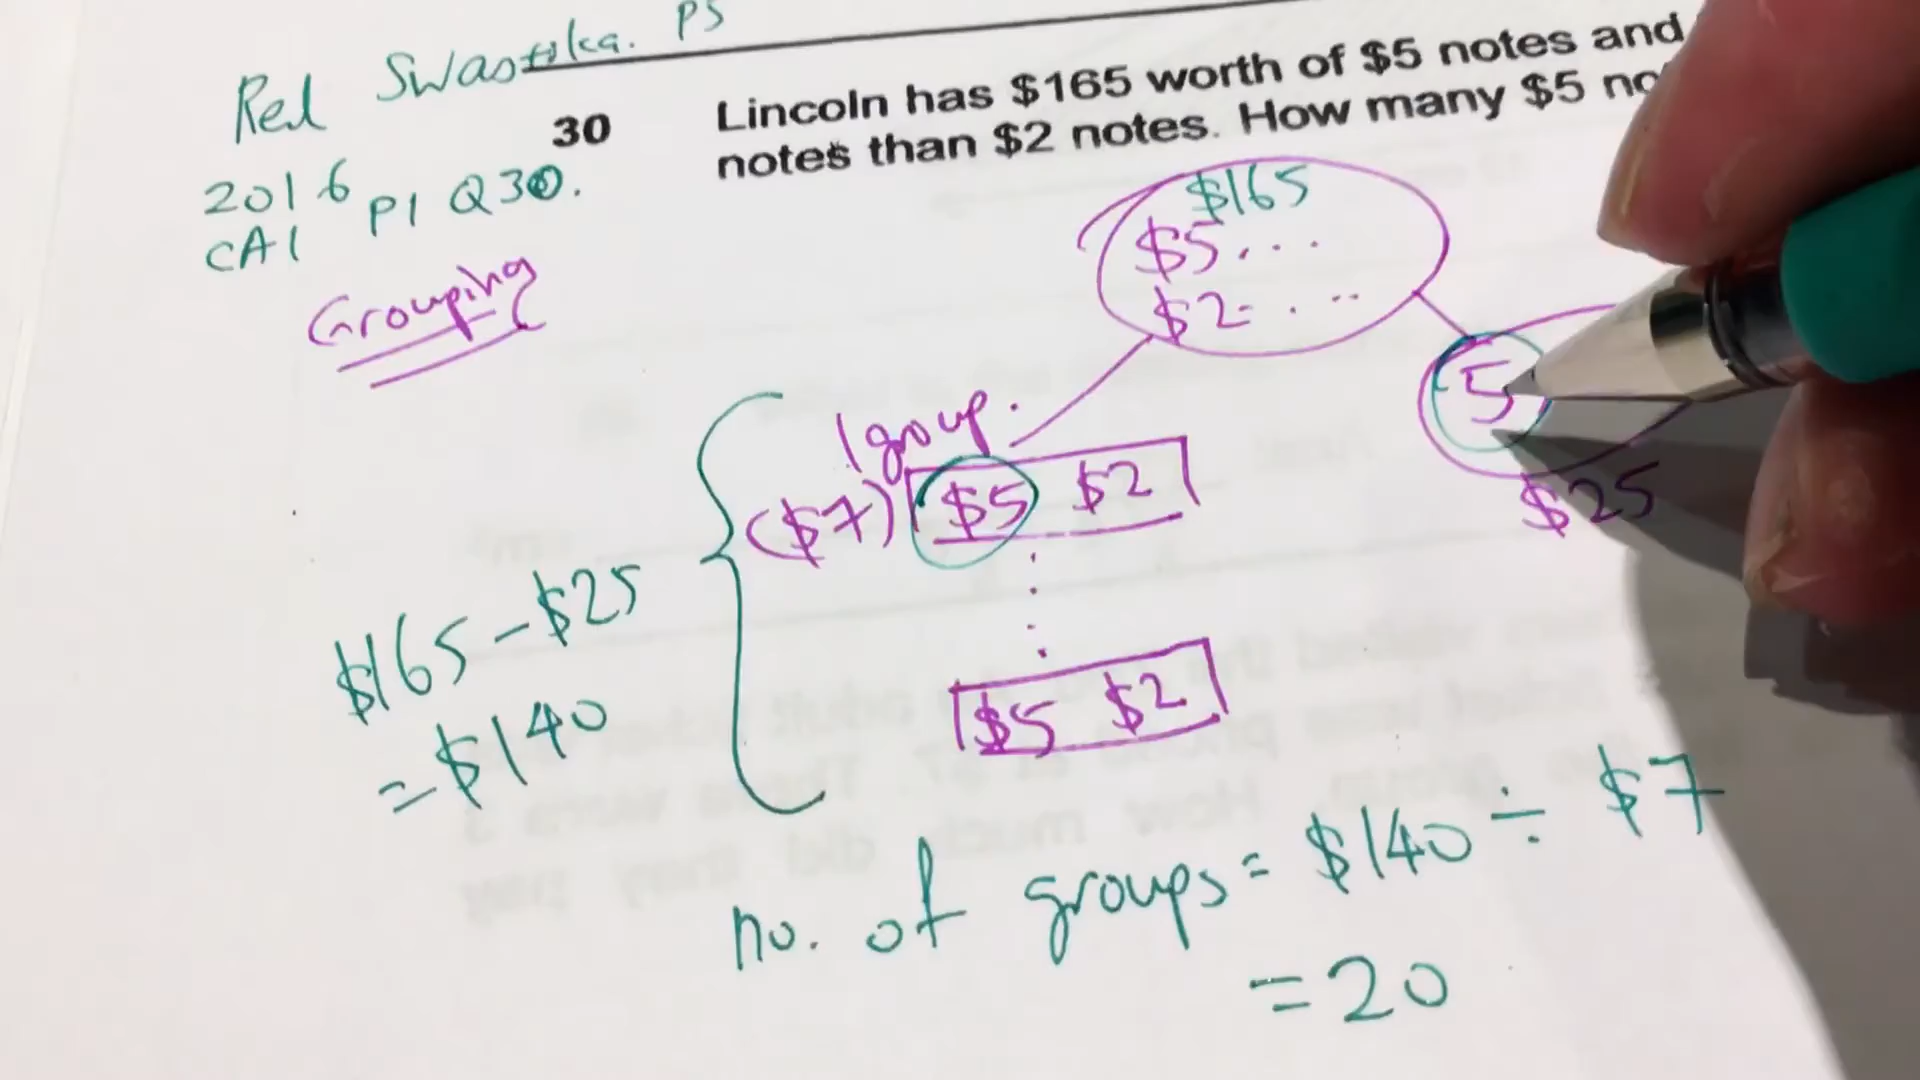 Red Swastika. PS
2016 P1 Q30.
CA1
Grouping
30 Lincoln has $165 worth of $5 notes and
notes than $2 notes. How many $5 no
$165
$5...
$2- . ..
5
$25
1 group.
($7) $5 $2
$5 $2
$165 - $25
= $140
no. of groups = $140 ÷ $7
= 20